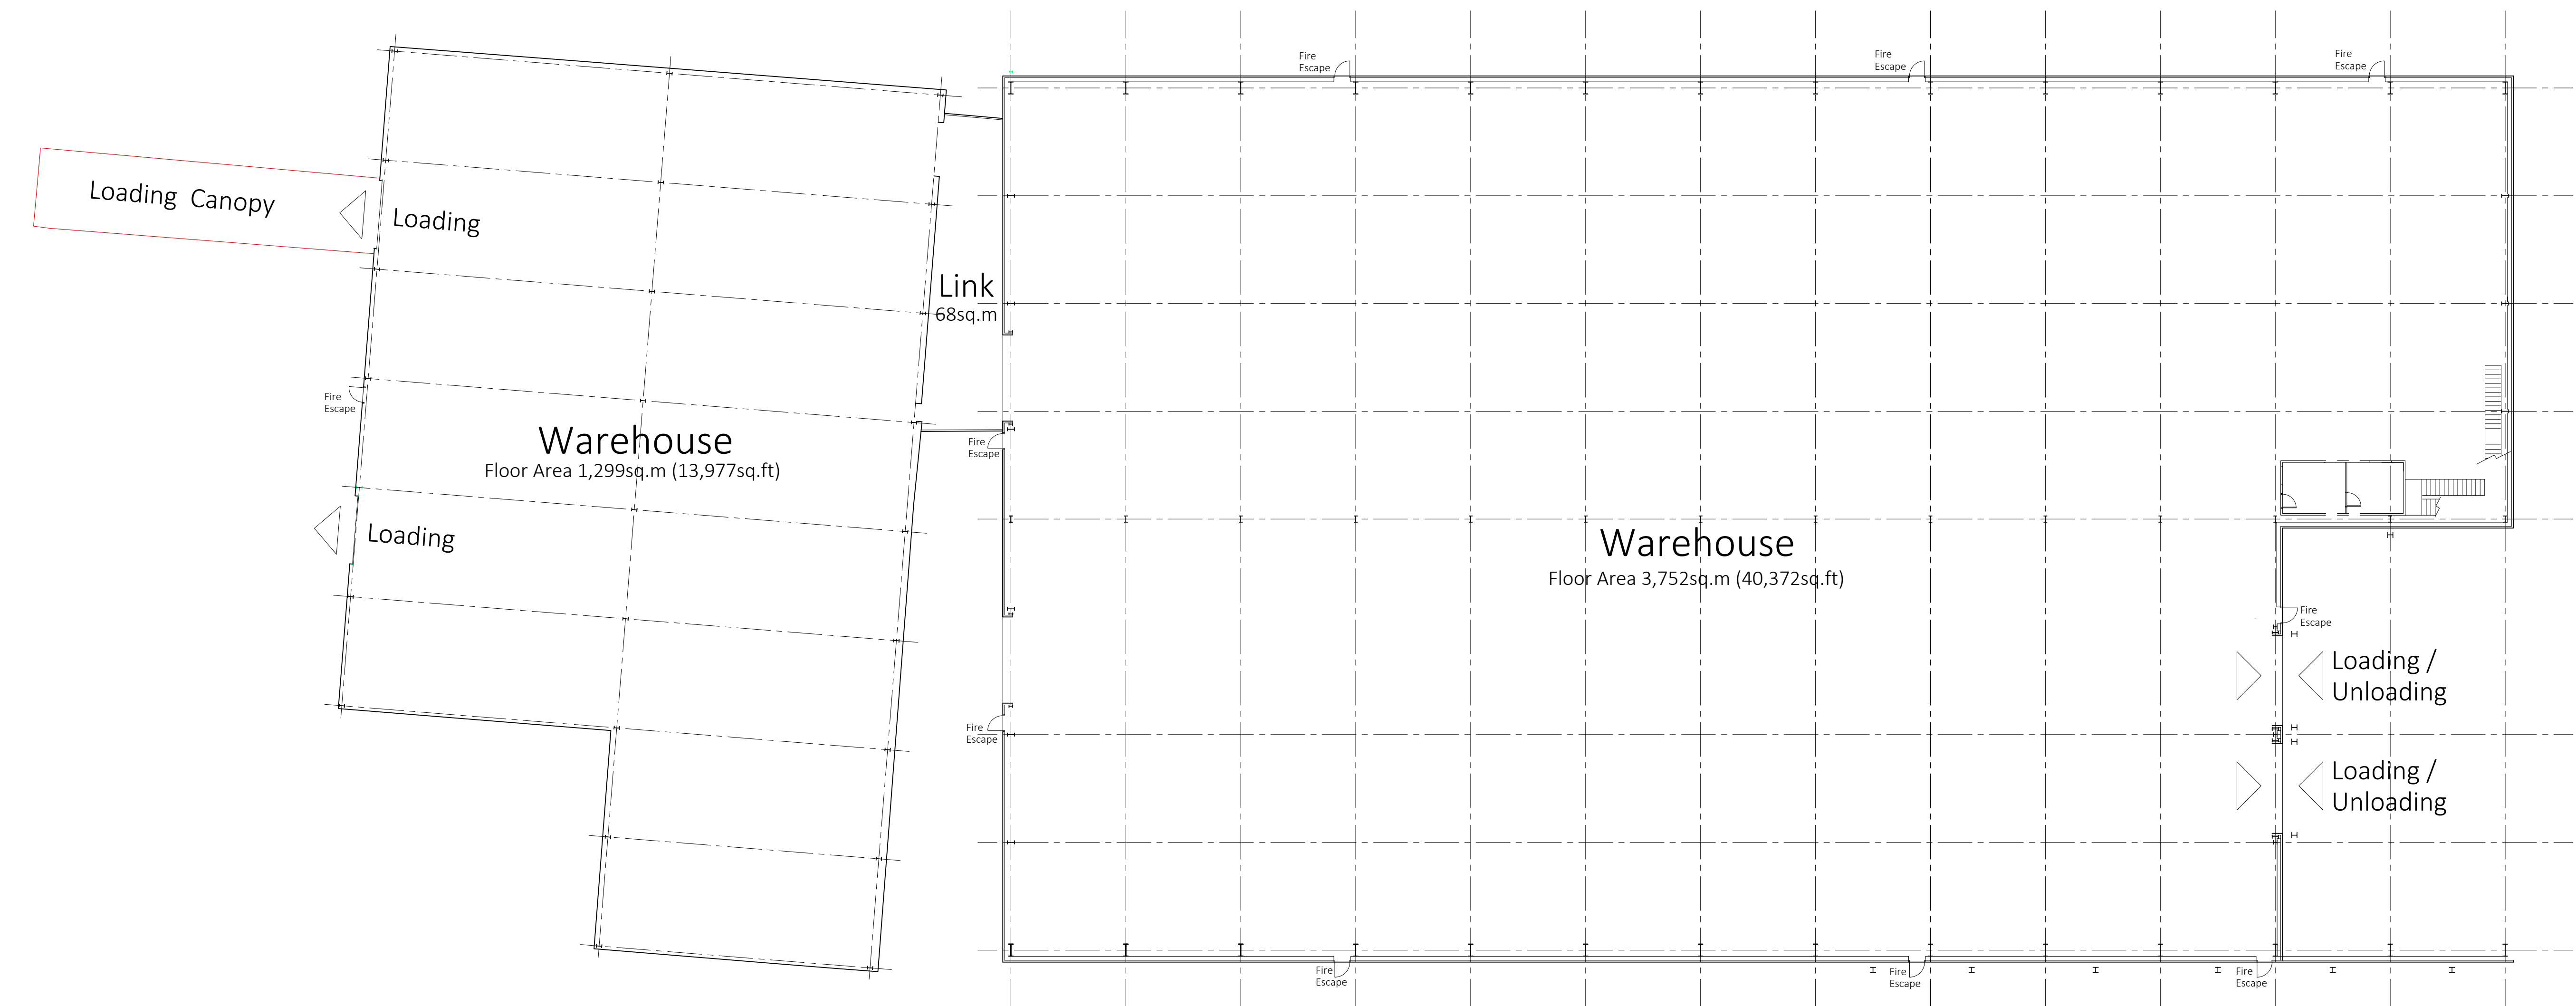 Fire
Escape
Fire
Escape
Fire
Escape
Loading Canopy
Loading
Link
68sq.m
Fire
Escape
Warehouse
Floor Area 1,299sq.m (13,977sq.ft)
Fire
Escape
Loading
Warehouse
Floor Area 3,752sq.m (40,372sq.ft)
Fire
Escape
Loading /
Unloading
Fire
Escape
Loading /
Unloading
Fire
Escape
Fire
Escape
Fire
Escape